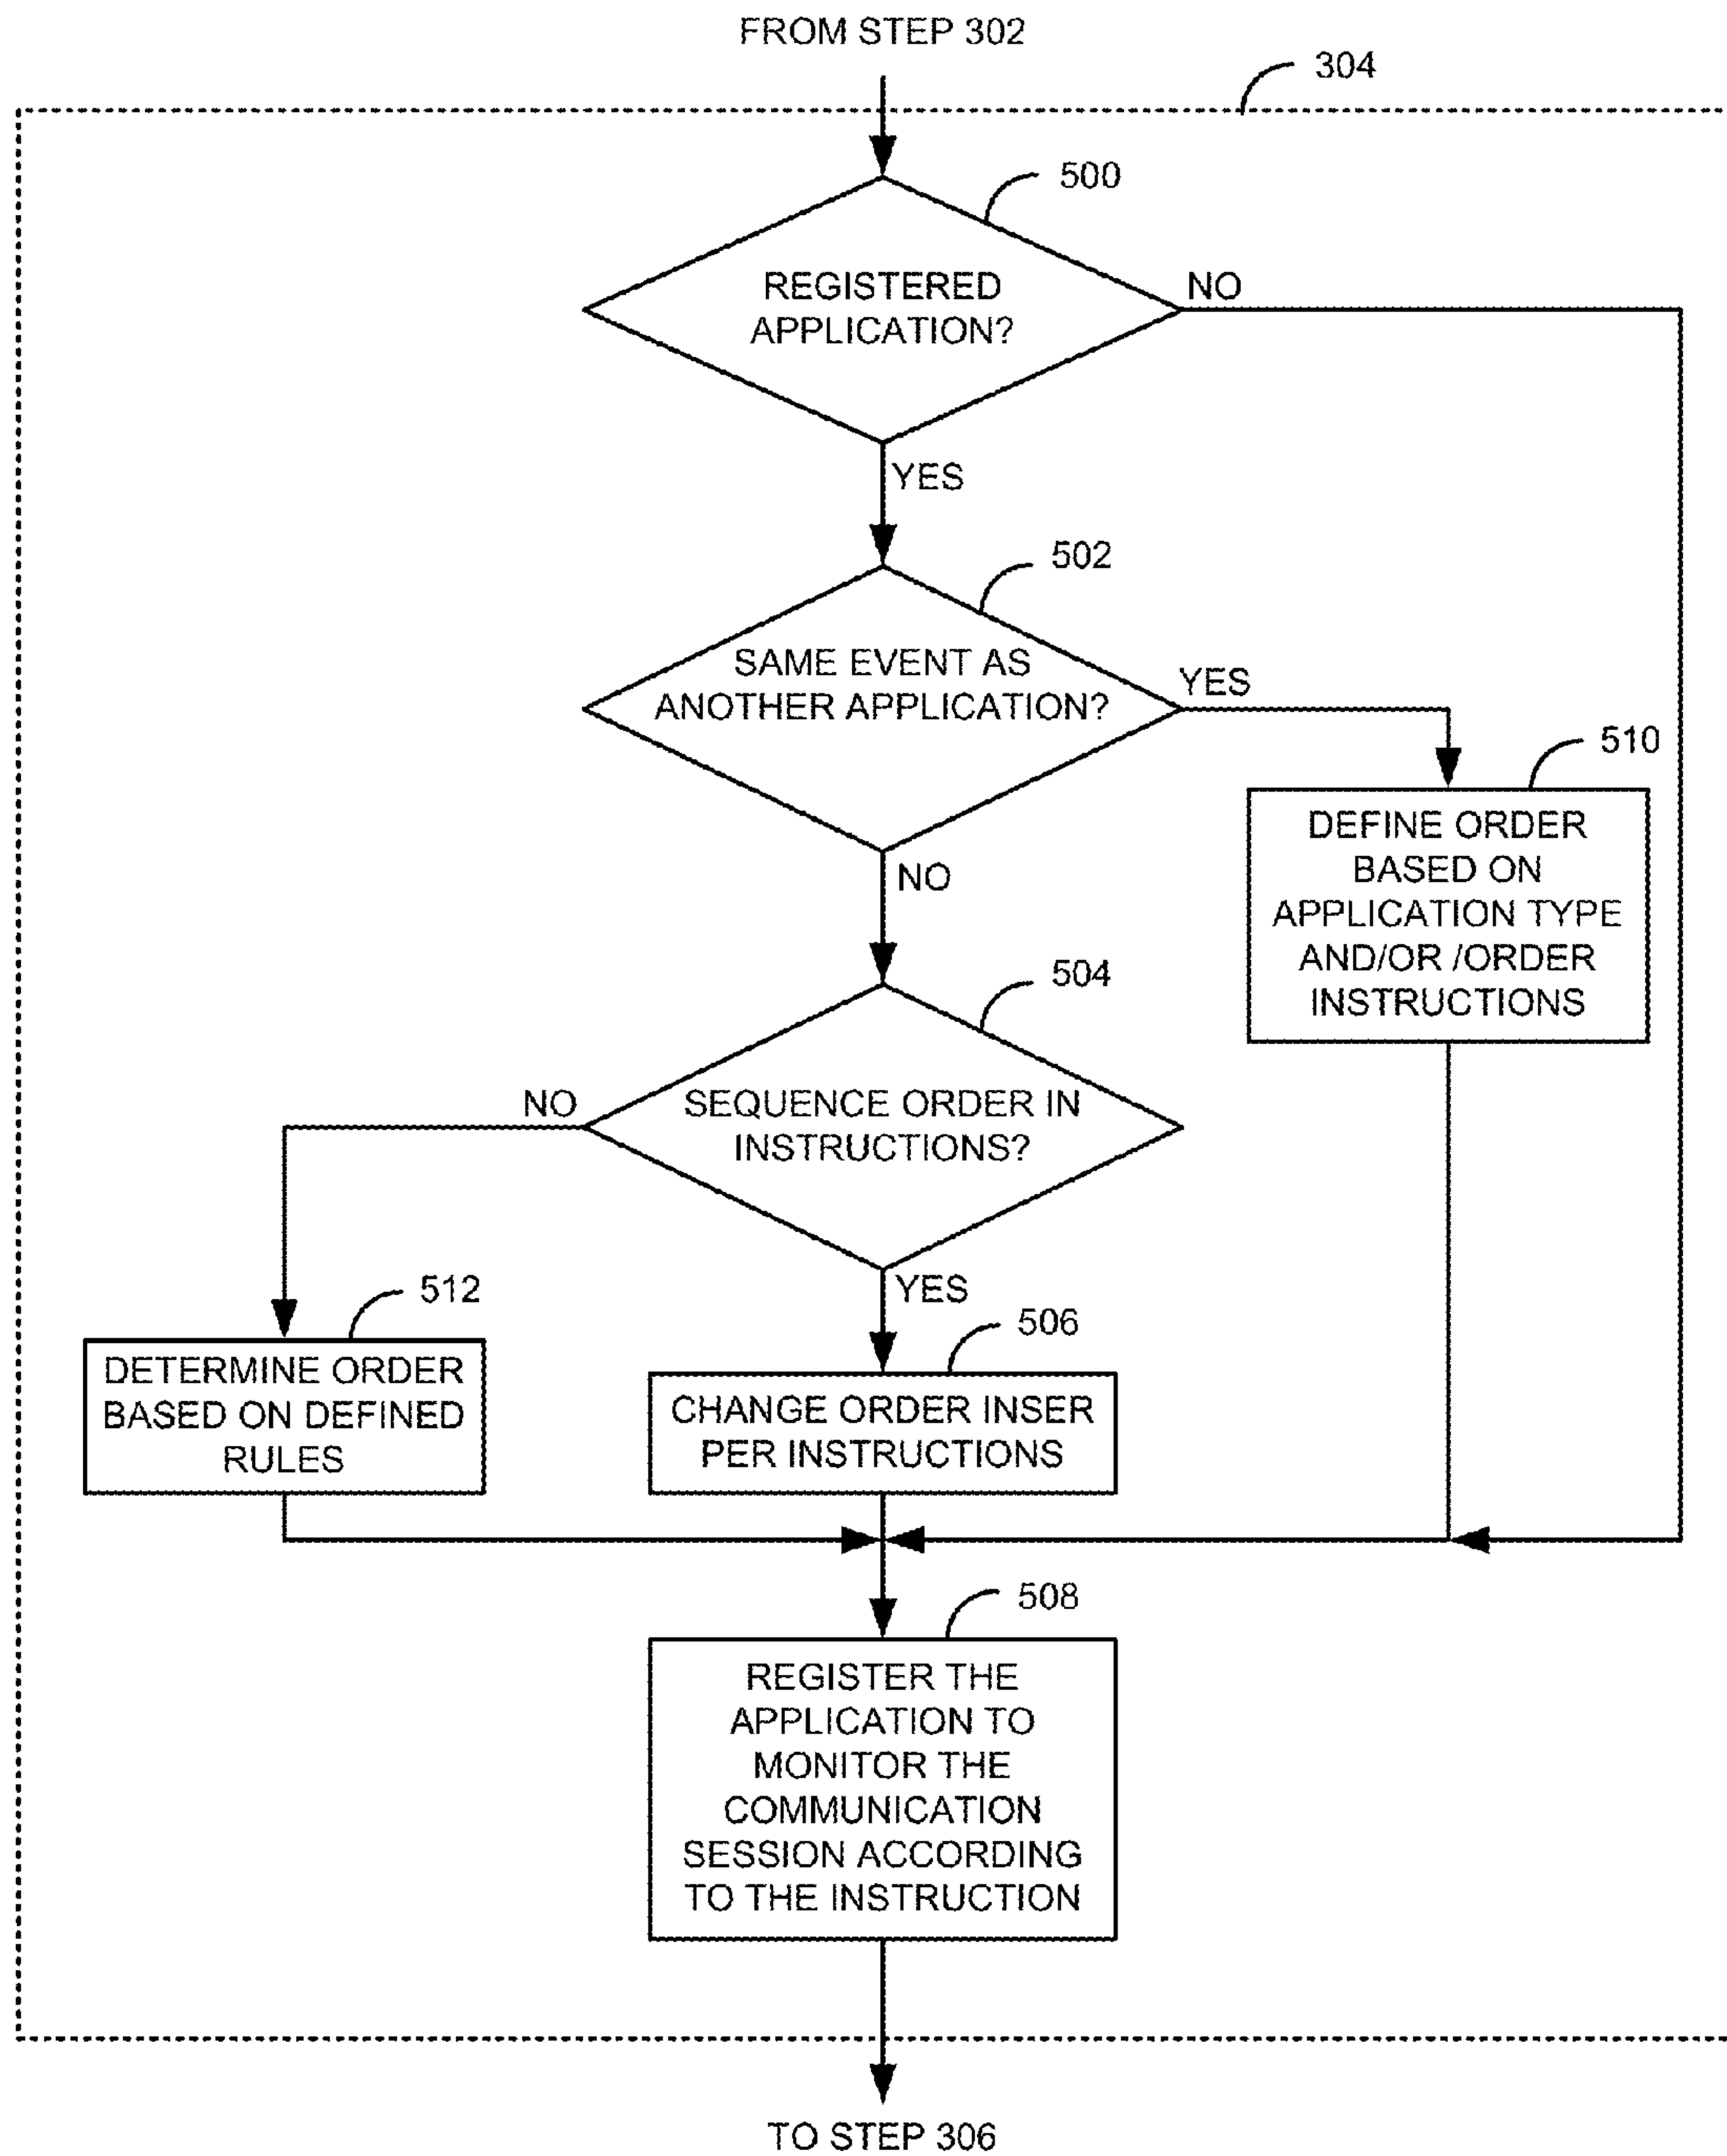 FROM STEP 302
304
500
REGISTERED
APPLICATION?
NO
YES
502
SAME EVENT AS
ANOTHER APPLICATION?
YES
510
DEFINE ORDER
BASED ON
APPLICATION TYPE
AND/OR /ORDER
INSTRUCTIONS
NO
504
SEQUENCE ORDER IN
INSTRUCTIONS?
NO
YES
512
DETERMINE ORDER
BASED ON DEFINED
RULES
506
CHANGE ORDER INSER
PER INSTRUCTIONS
508
REGISTER THE
APPLICATION TO
MONITOR THE
COMMUNICATION
SESSION ACCORDING
TO THE INSTRUCTION
TO STEP 306